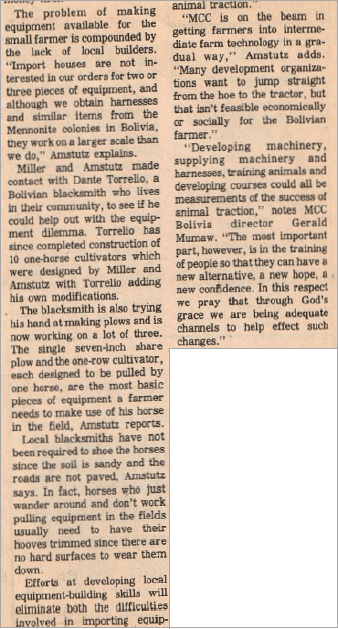 The problem of making
equipment available for the
small farmer is compounded by
the lack of local builders.
"Import houses are not in-
terested in our orders for two or
three pieces of equipment, and
although we obtain harnesses
and similar items from the
Mennonite colonies in Bolivia,
they work on a larger scale than
we do," Amstutz explains.
Miller and Amstutz made
contact with Dante Torrelio, a
Bolivian blacksmith who lives
in their community, to see if he
could help out with the equip-
ment dilemma. Torrelio has
since completed construction of
10 one-horse cultivators which
were designed by Miller and
Amstutz with Torrelio adding
his own modifications.
The blacksmith is also trying
his hand at making plows and is
now working on a lot of three.
The single seven-inch share
plow and the one-row cultivator,
each designed to be pulled by
one horse, are the most basic
pieces of equipment a farmer
needs to make use of his horse
in the field, Amstutz reports.
Local blacksmiths have not
been required to shoe the horses
since the soil is sandy and the
roads are not paved, Amstutz
says. In fact, horses who just
wander around and don't work
pulling equipment in the fields
usually need to have their
hooves trimmed since there are
no hard surfaces to wear them
down.
Efforts at developing local
equipment-building skills will
eliminate both the difficulties
involved in importing equip-
animal traction."
"MCC is on the beam in
getting farmers into interme-
diate farm technology in a gra-
dual way," Amstutz adds.
"Many development organiza-
tions want to jump straight
from the hoe to the tractor, but
that isn't feasible economically
or socially for the Bolivian
farmer."
"Developing machinery,
supplying machinery and
harnesses, training animals and
developing courses could all be
measurements of the success of
animal traction," notes MCC
Bolivia director Gerald
Mumaw. "The most important
part, however, is in the training
of people so that they can have a
new alternative, a new hope, a
new confidence. In this respect
we pray that through God's
grace we are being adequate
channels to help effect such
changes."